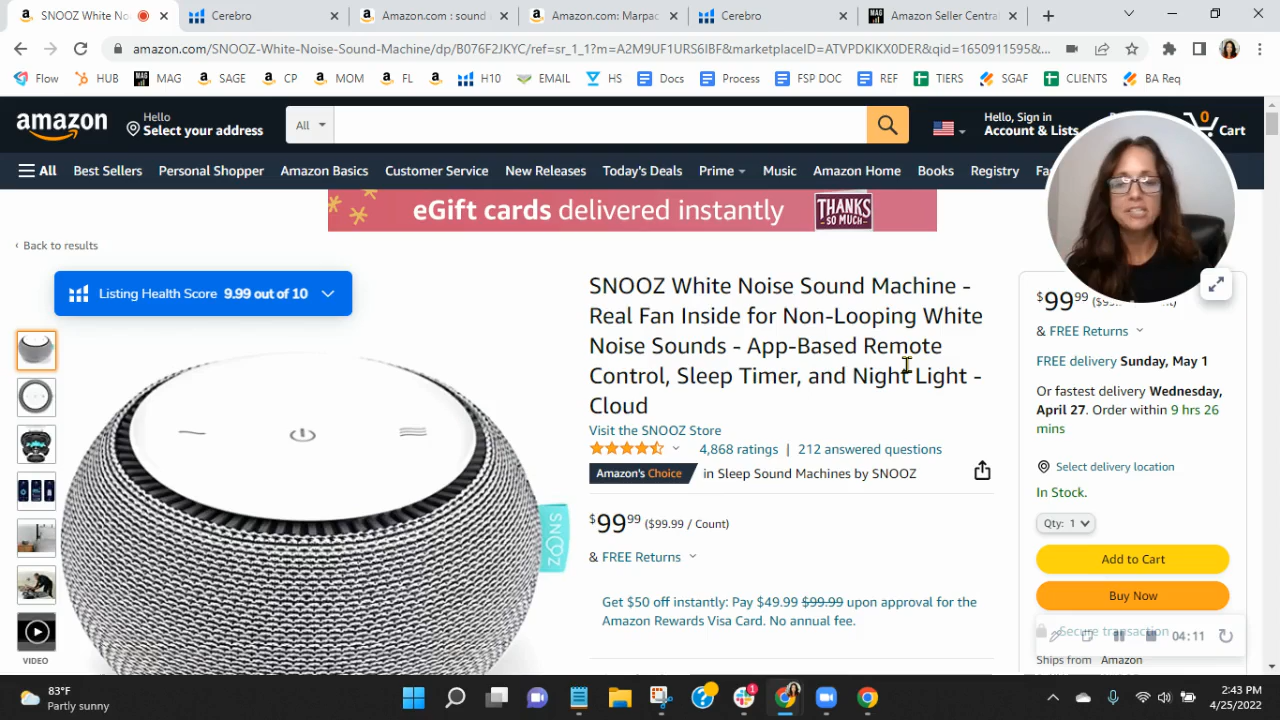 SNOOZ White No
Cerebro
Amazon.com : sound
Amazon.com: Marpac
Cerebro
Amazon Seller Central
amazon.com/SNOOZ-White-Noise-Sound-Machine/dp/B076F2JKYC/ref=sr_1_1?m=A2M9UF1URS6IBF&marketplaceID=ATVPDKIKX0DER&qid=1650911595&...
Flow HUB MAG SAGE CP MOM FL H10 EMAIL HS Docs Process FSP DOC REF TIERS SGAF CLIENTS BA Req
amazon
Hello
Select your address
All
Hello, Sign in
Account & Lists
0
Cart
All Best Sellers Personal Shopper Amazon Basics Customer Service New Releases Today's Deals Prime Music Amazon Home Books Registry
eGift cards delivered instantly THANKS SO MUCH
‹ Back to results
Listing Health Score 9.99 out of 10
SNOOZ White Noise Sound Machine -
Real Fan Inside for Non-Looping White
Noise Sounds - App-Based Remote
Control, Sleep Timer, and Night Light -
Cloud
Visit the SNOOZ Store
4,868 ratings | 212 answered questions
Amazon's Choice in Sleep Sound Machines by SNOOZ
$9999 ($99.99 / Count)
& FREE Returns
Get $50 off instantly: Pay $49.99 $99.99 upon approval for the
Amazon Rewards Visa Card. No annual fee.
SNOOZ
VIDEO
$9999
& FREE Returns
FREE delivery Sunday, May 1
Or fastest delivery Wednesday,
April 27. Order within 9 hrs 26
mins
Select delivery location
In Stock.
Qty: 1
Add to Cart
Buy Now
Secure transaction
04:11
Ships from Amazon
83°F
Partly sunny
1
2:43 PM
4/25/2022